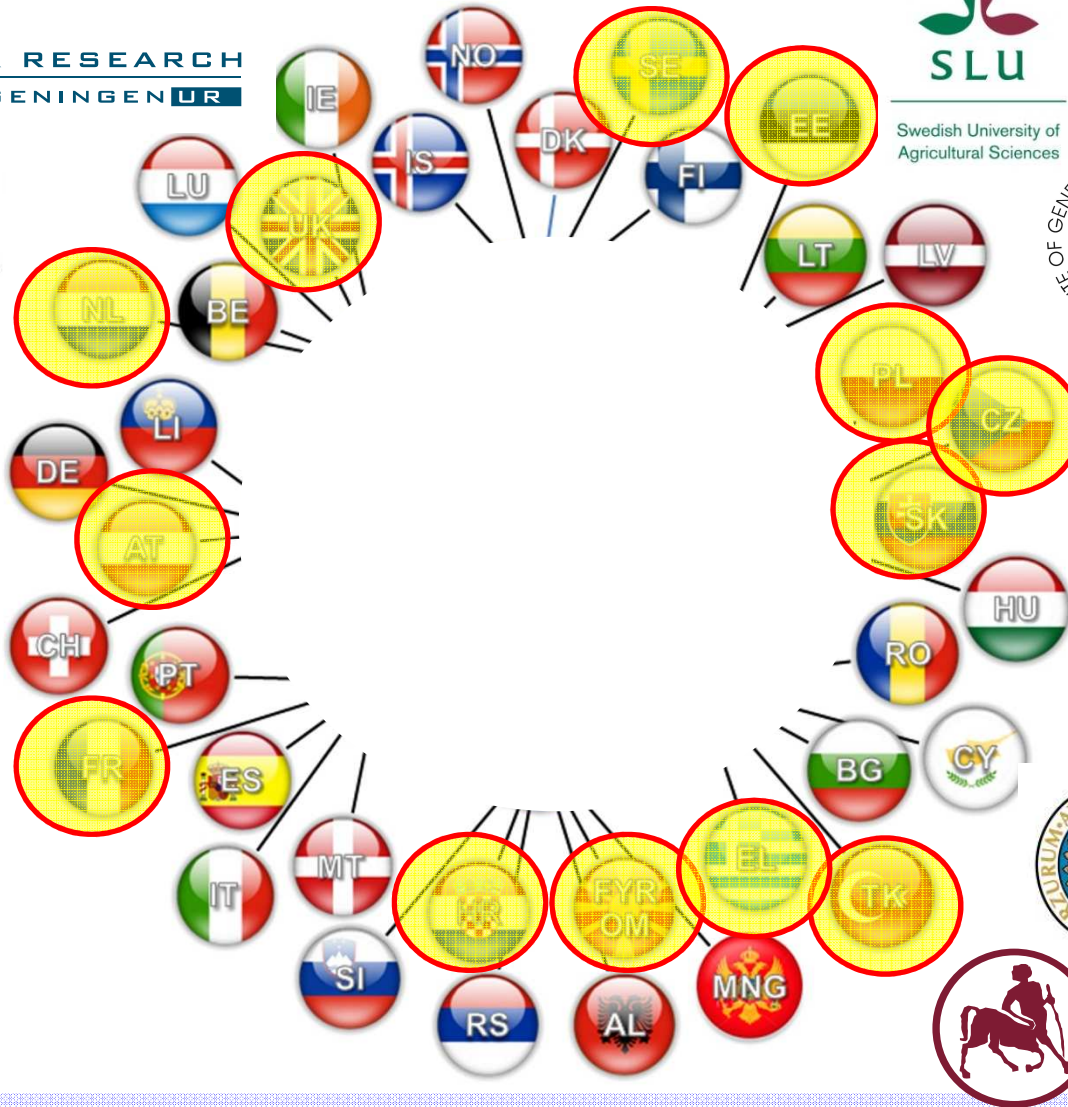 RESEARCH
UR
SLU
Swedish University of
Agricultural Sciences
NO
SE
IE
DK
EE
IS
FI
LU
UK
LT
LV
NL
BE
PL
CZ
LI
DE
SK
AT
HU
CH
RO
PT
FR
ES
BG
CY
MT
EL
IT
HR
FYR
OM
TK
SI
MNG
RS
AL